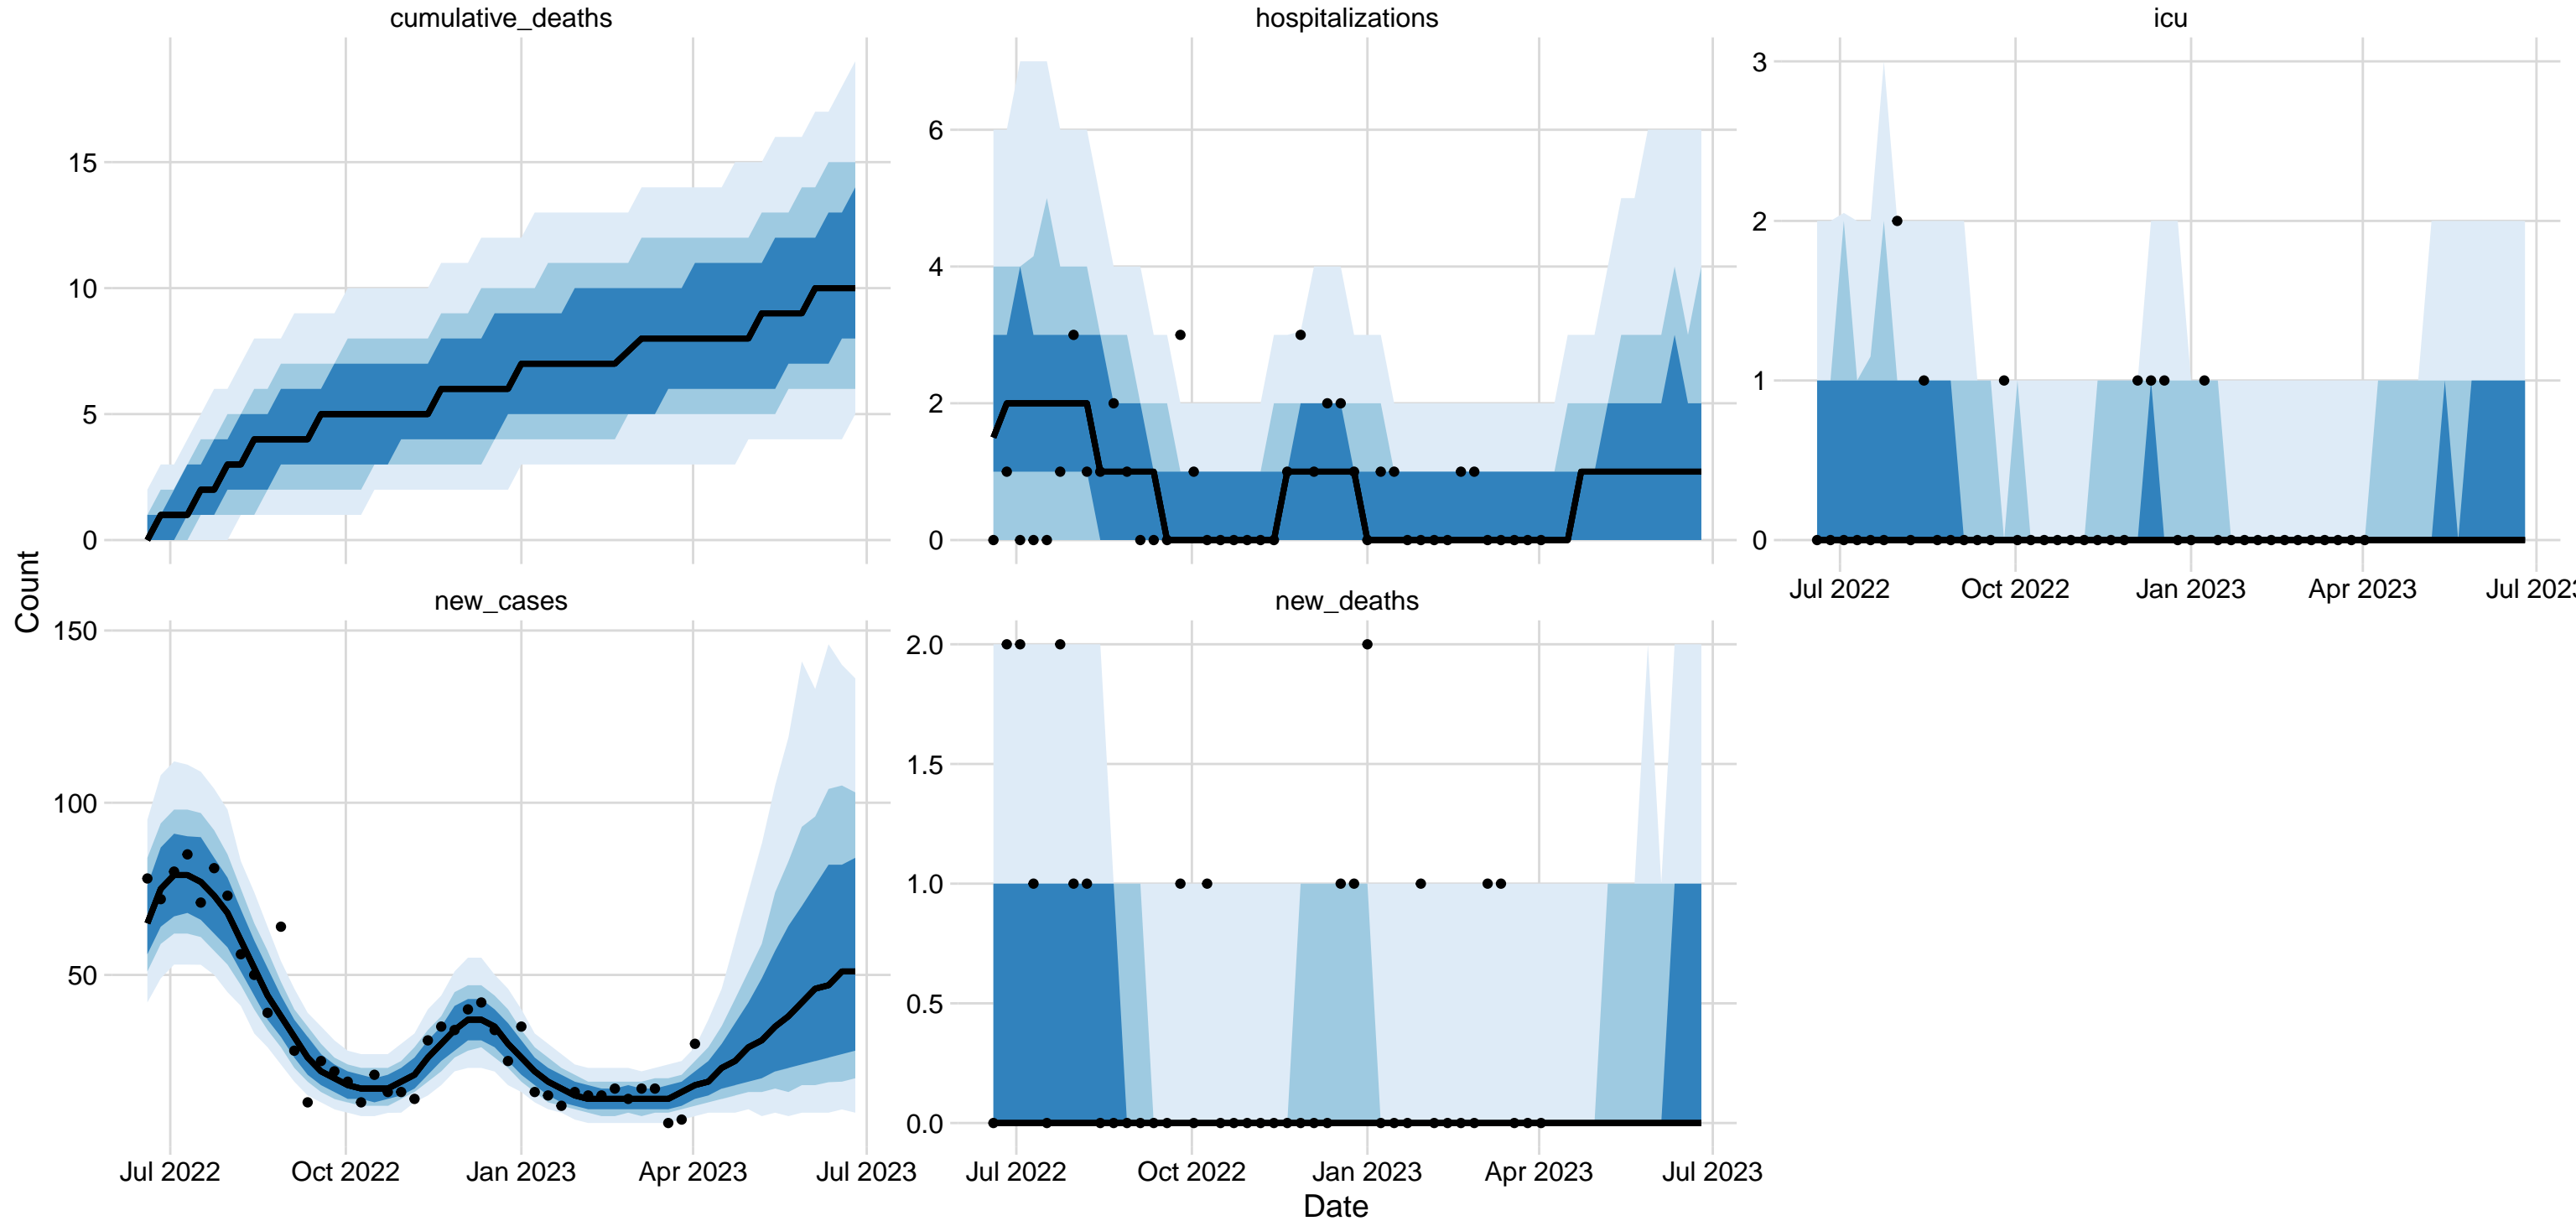 cumulative_deaths
hospitalizations
icu
15
10
5
0
6
4
2
0
3
2
1
0
Jul 2022 Oct 2022 Jan 2023 Apr 2023 Jul 202
Count
new_cases
new_deaths
150
100
50
2.0
1.5
1.0
0.5
0.0
Jul 2022 Oct 2022 Jan 2023 Apr 2023 Jul 2023
Jul 2022 Oct 2022 Jan 2023 Apr 2023 Jul 2023
Date